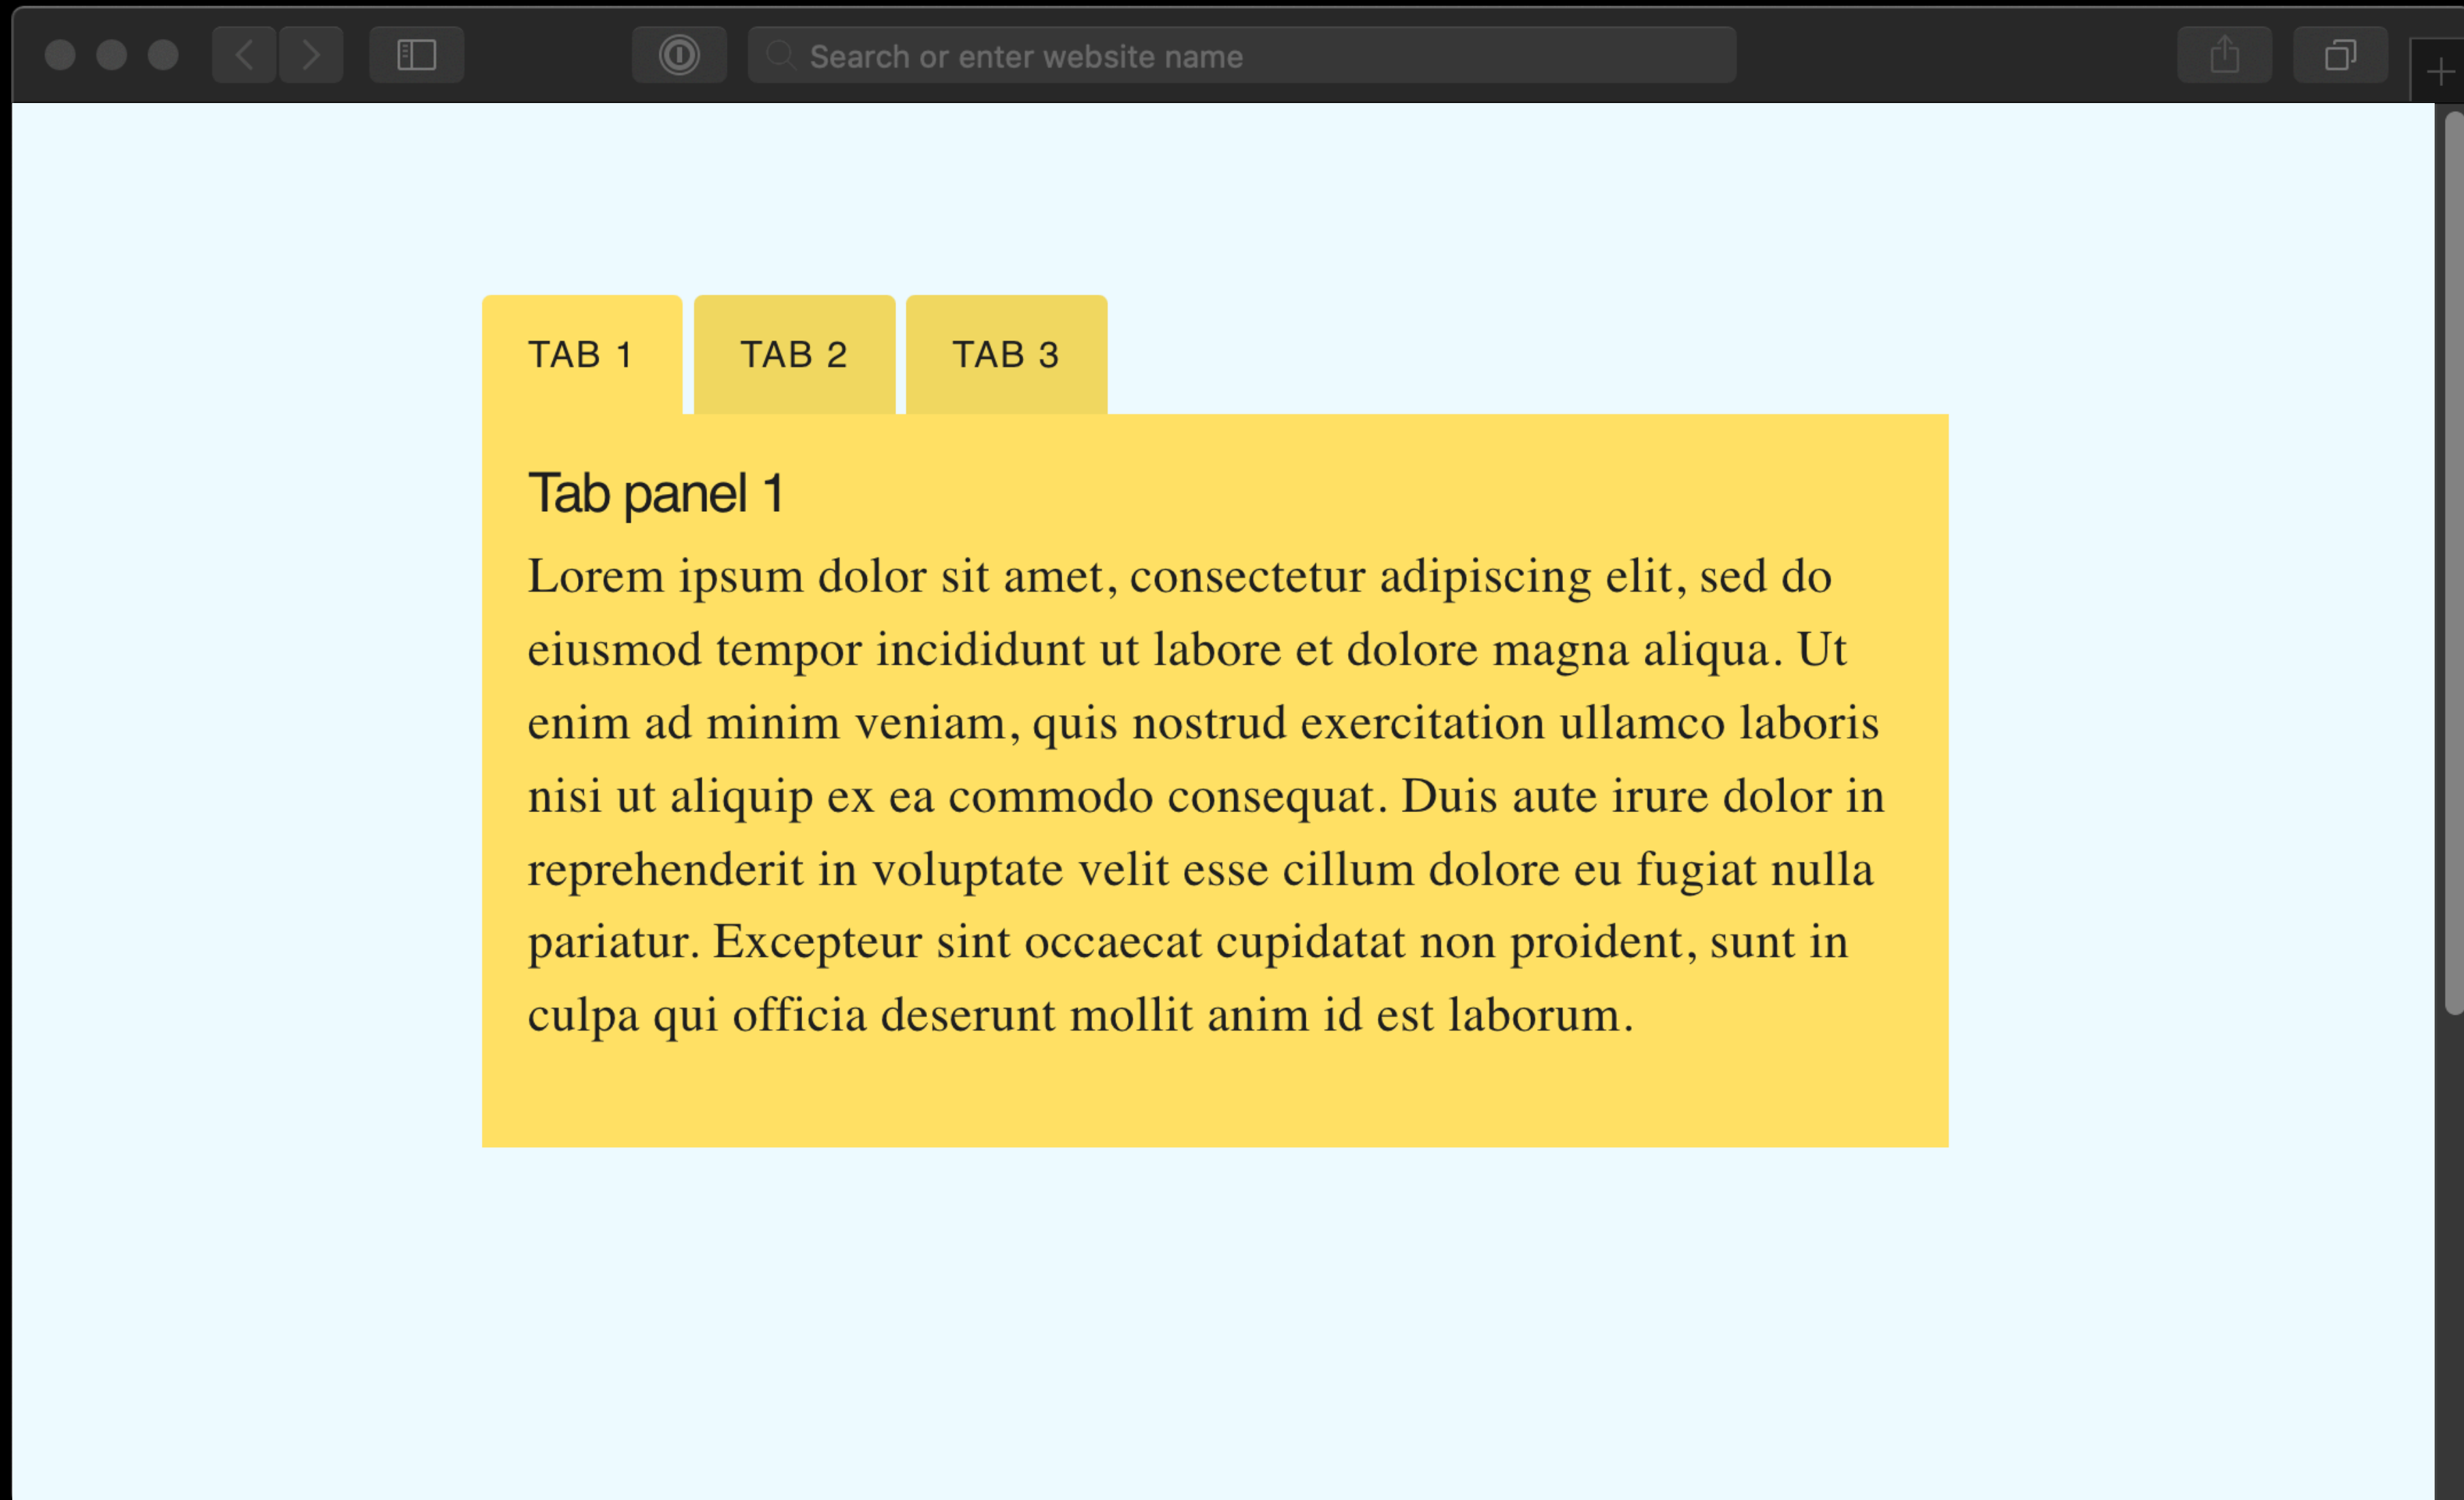 Search or enter website name
TAB 1 TAB 2 TAB 3
Tab panel 1
Lorem ipsum dolor sit amet, consectetur adipiscing elit, sed do
eiusmod tempor incididunt ut labore et dolore magna aliqua. Ut
enim ad minim veniam, quis nostrud exercitation ullamco laboris
nisi ut aliquip ex ea commodo consequat. Duis aute irure dolor in
reprehenderit in voluptate velit esse cillum dolore eu fugiat nulla
pariatur. Excepteur sint occaecat cupidatat non proident, sunt in
culpa qui officia deserunt mollit anim id est laborum.